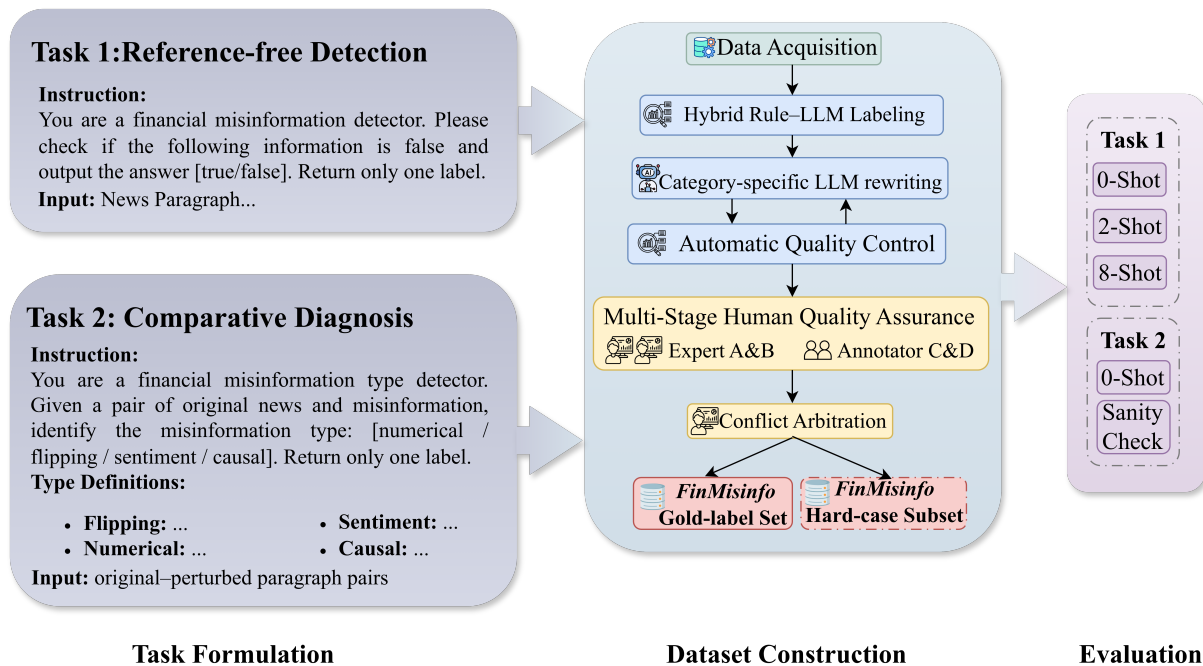 Task 1:Reference-free Detection
Instruction:
You are a financial misinformation detector. Please
check if the following information is false and
output the answer [true/false]. Return only one label.
Input: News Paragraph...
Task 2: Comparative Diagnosis
Instruction:
You are a financial misinformation type detector.
Given a pair of original news and misinformation,
identify the misinformation type: [numerical /
flipping / sentiment / causal]. Return only one label.
Type Definitions:
• Flipping: ...
• Sentiment: ...
• Numerical: ...
• Causal: ...
Input: original–perturbed paragraph pairs
Task Formulation
Data Acquisition
Hybrid Rule–LLM Labeling
AI
Category-specific LLM rewriting
Automatic Quality Control
Multi-Stage Human Quality Assurance
Expert A&B
Annotator C&D
Conflict Arbitration
FinMisinfo
Gold-label Set
FinMisinfo
Hard-case Subset
Dataset Construction
Task 1
0-Shot
2-Shot
8-Shot
Task 2
0-Shot
Sanity
Check
Evaluation